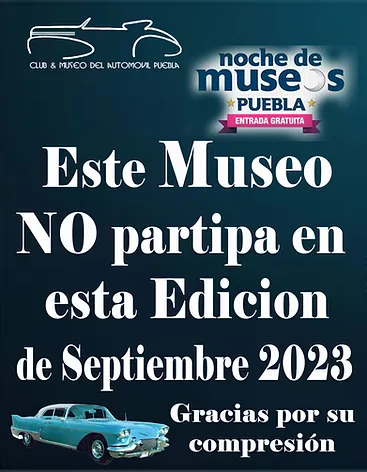 CLUB & MUSEO DEL AUTOMOVIL PUEBLA
noche de
museos
PUEBLA
ENTRADA GRATUITA
Este Museo
NO partipa en
esta Edicion
de Septiembre 2023
Gracias por su
compresión